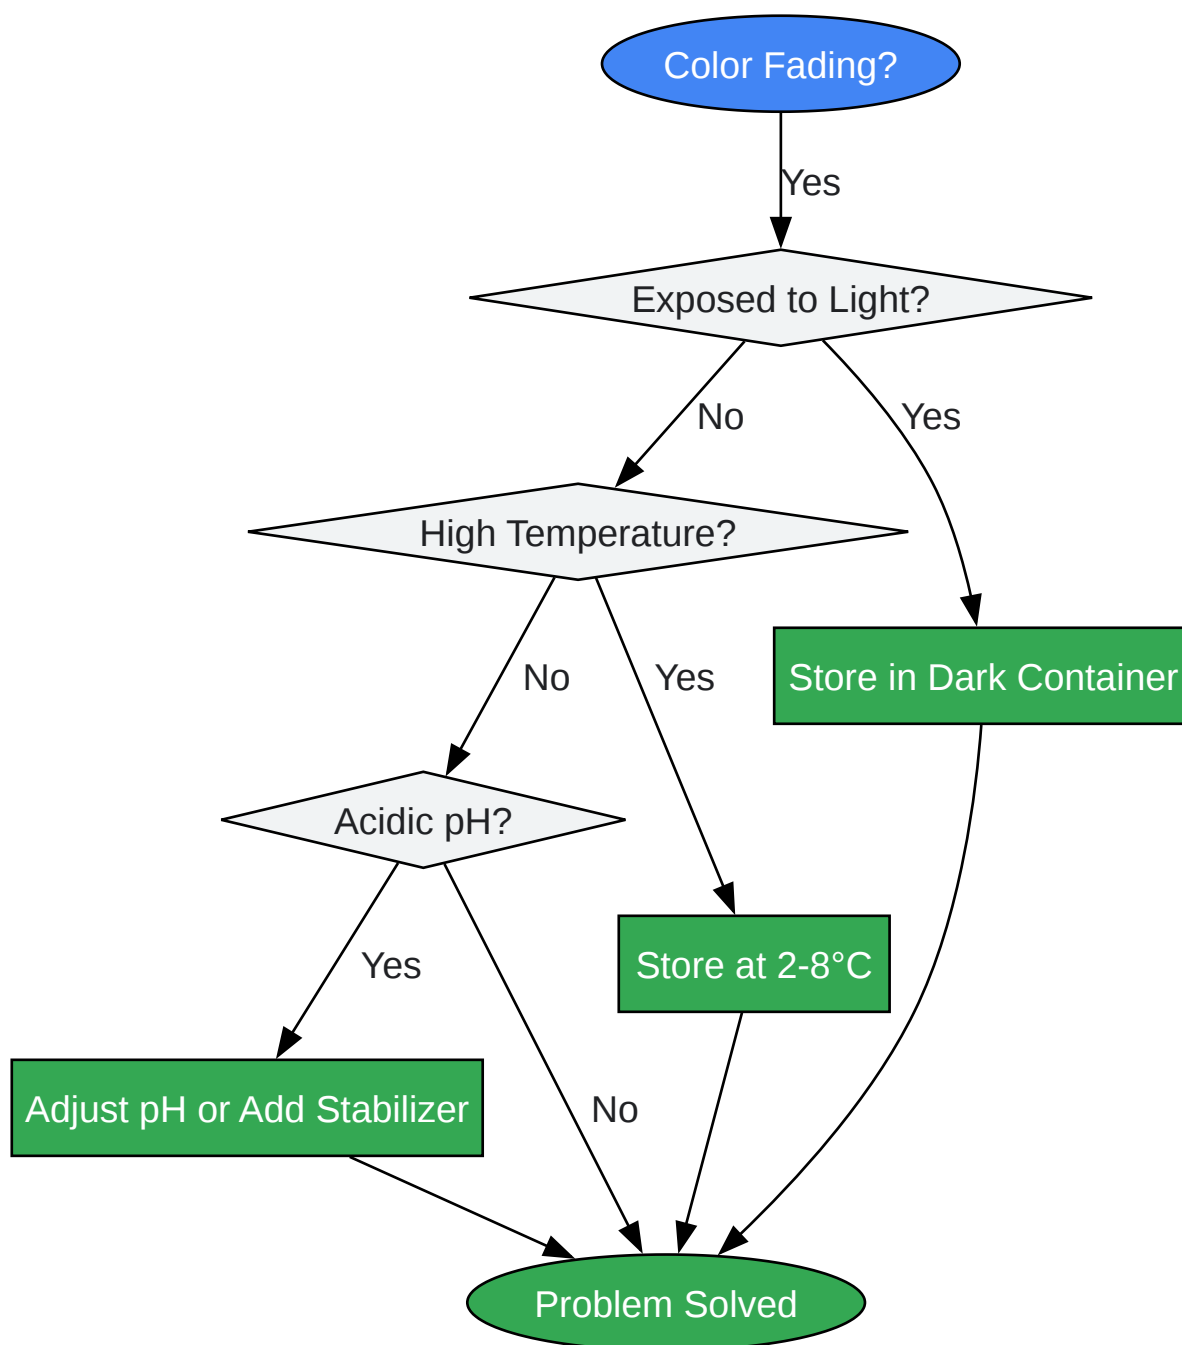 Color Fading?
Yes
Exposed to Light?
No
Yes
High Temperature?
No
Yes
Store in Dark Container
Acidic pH?
Yes
Store at 2-8°C
Adjust pH or Add Stabilizer
No
Problem Solved